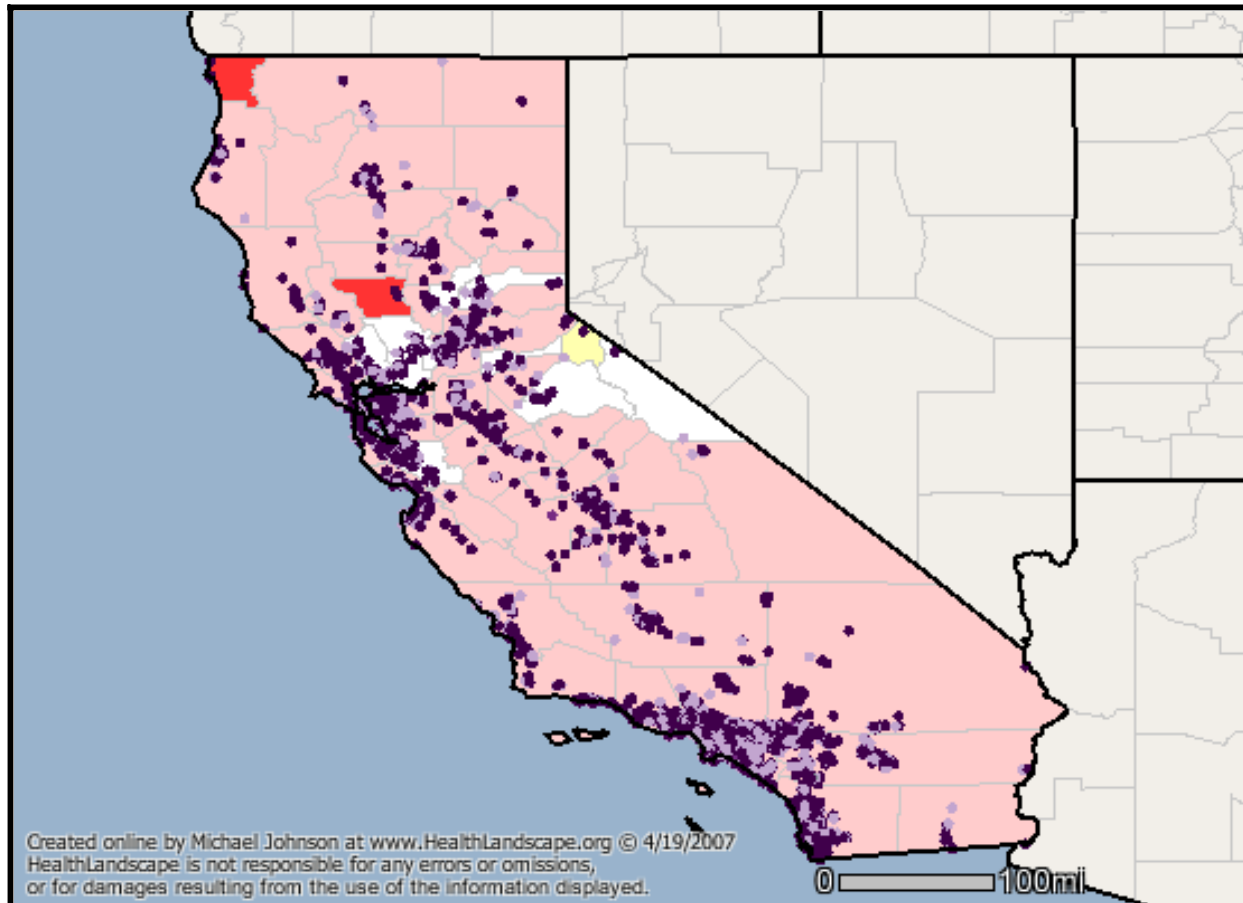 Created online by Michael Johnson at www.HealthLandscape.org © 4/19/2007
HealthLandscape is not responsible for any errors or omissions,
or for damages resulting from the use of the information displayed.
0 100mi